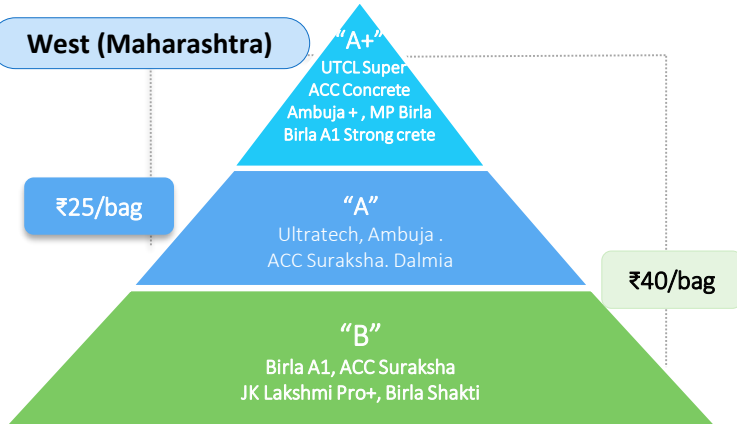 West (Maharashtra)
“A+”
UTCL Super
ACC Concrete
Ambuja + , MP Birla
Birla A1 Strong crete
₹25/bag
“A”
Ultratech, Ambuja .
ACC Suraksha. Dalmia
₹40/bag
“B”
Birla A1, ACC Suraksha
JK Lakshmi Pro+, Birla Shakti